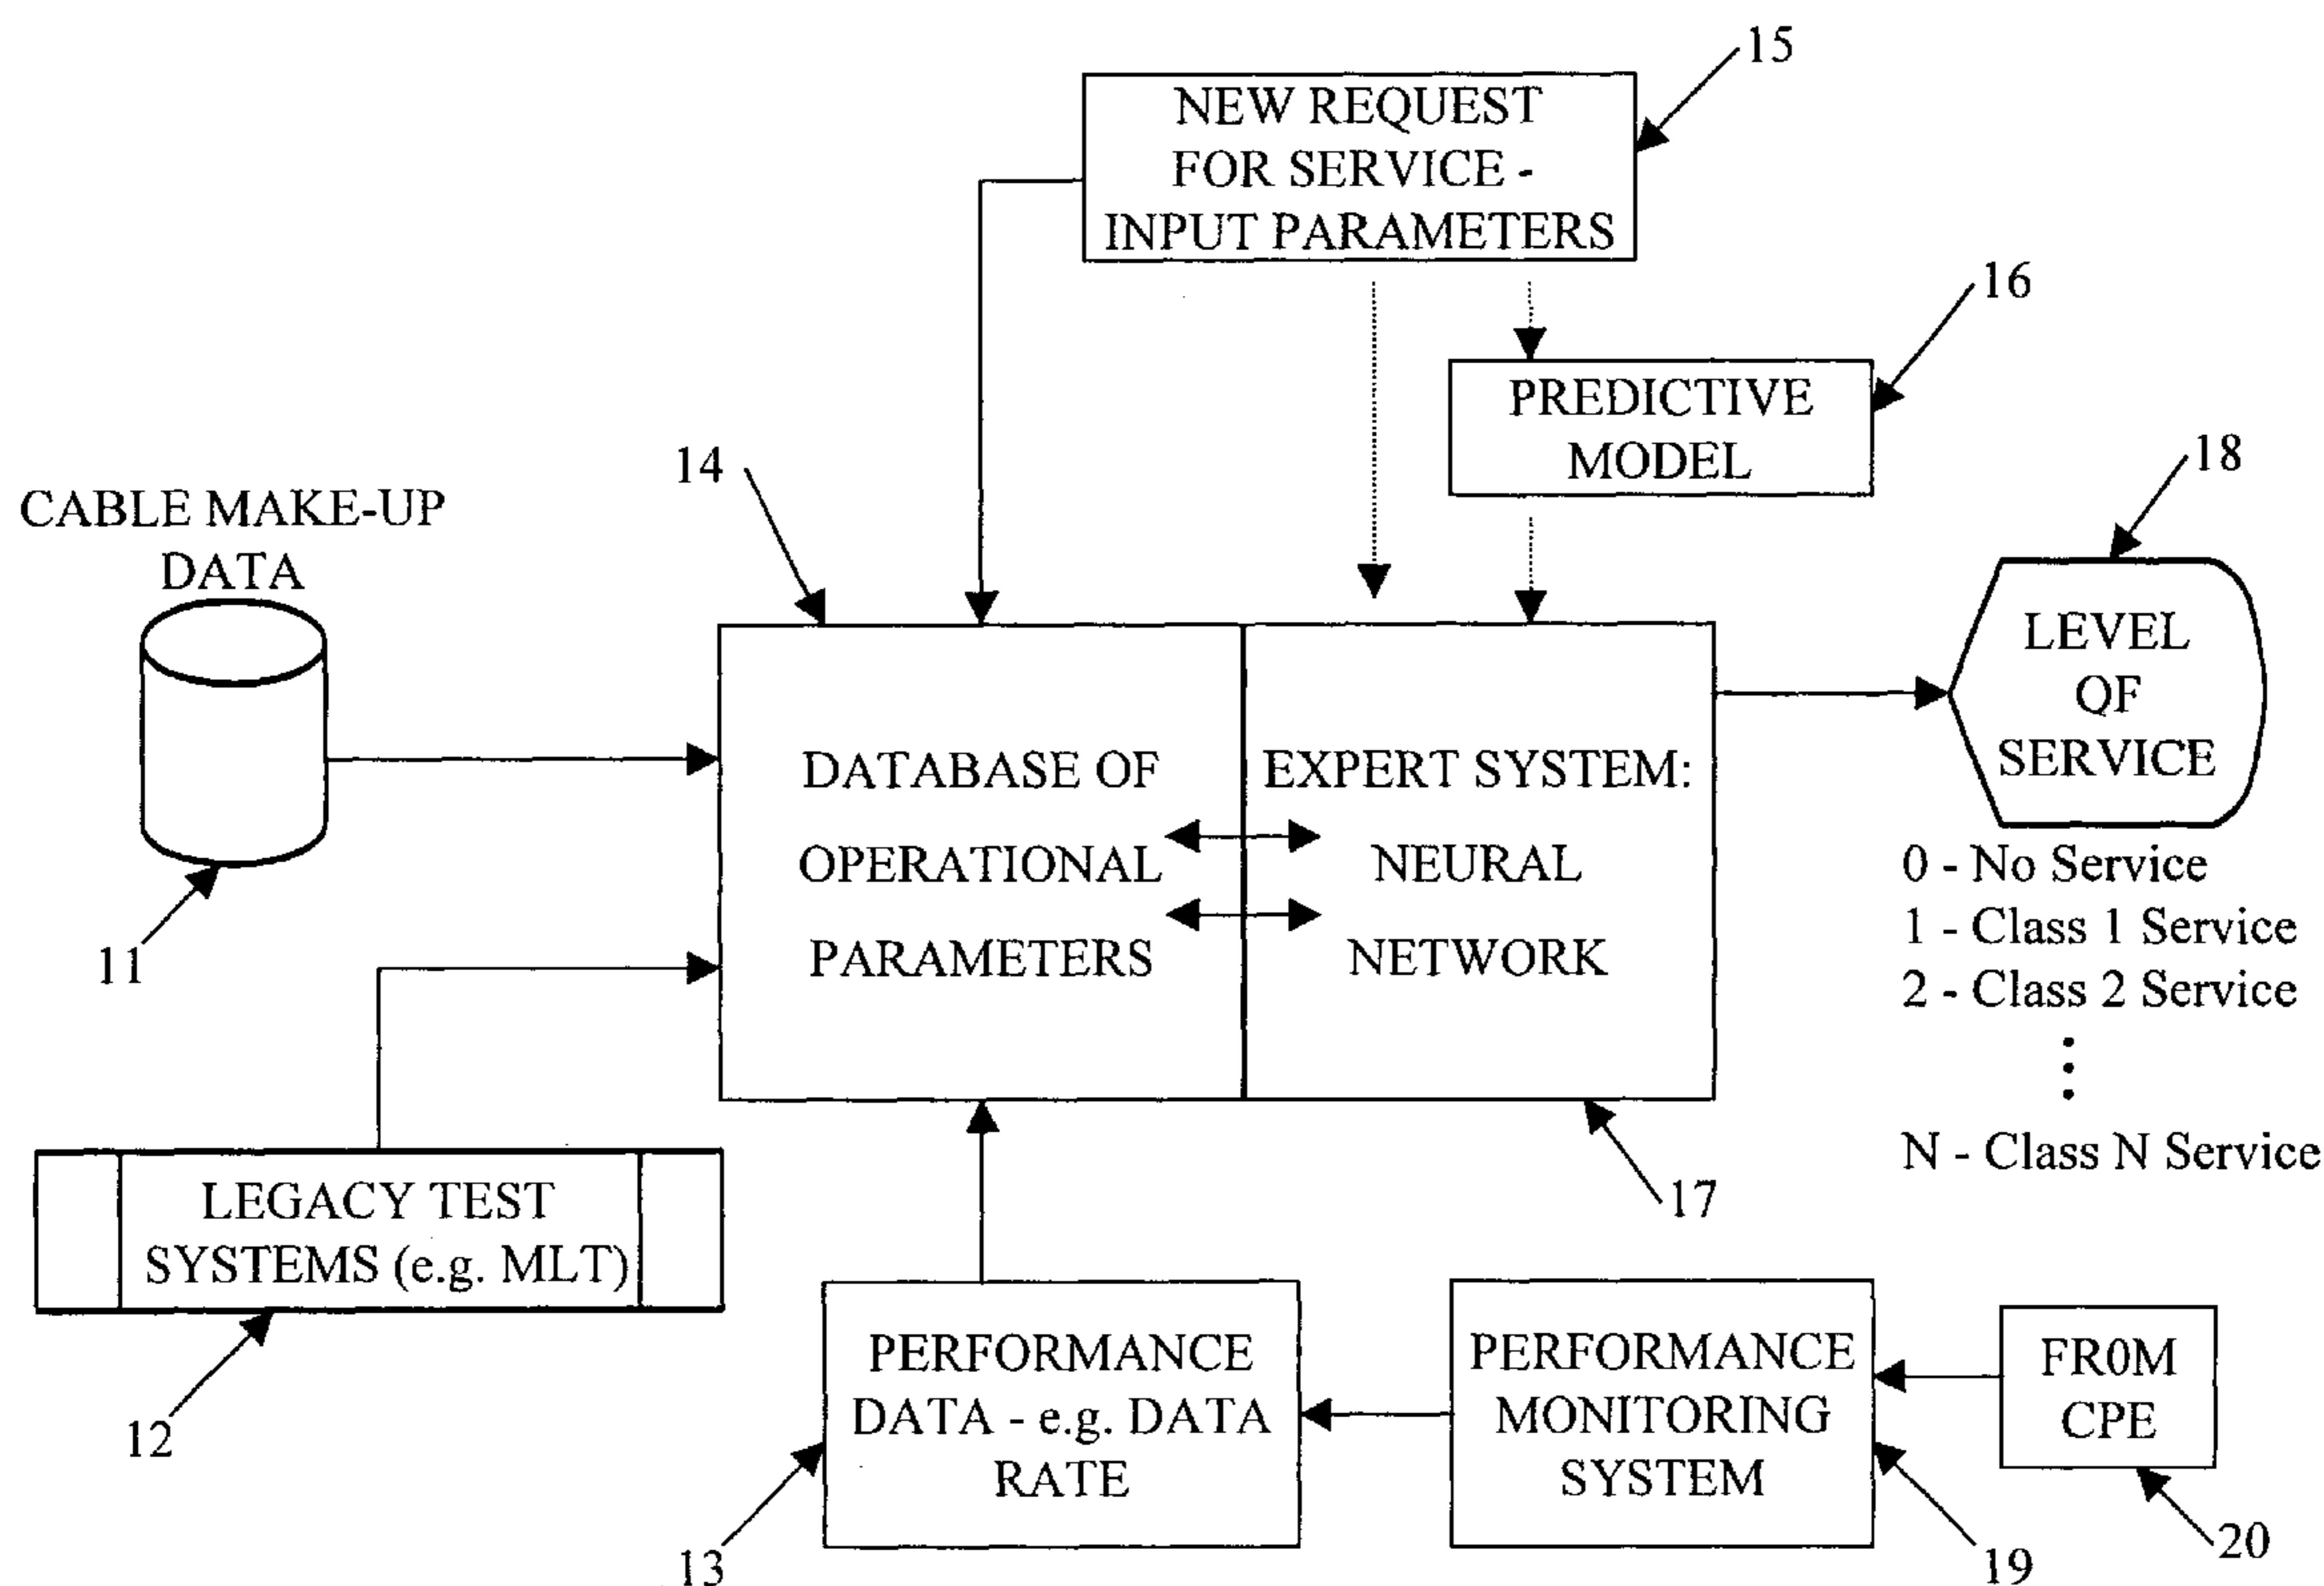 15
NEW REQUEST
FOR SERVICE -
INPUT PARAMETERS
16
PREDICTIVE
MODEL
14
18
CABLE MAKE-UP
DATA
11
DATABASE OF
OPERATIONAL
PARAMETERS
EXPERT SYSTEM:
NEURAL
NETWORK
17
LEVEL
QF
SERVICE
0 - No Service
1 - Class 1 Service
2 - Class 2 Service
⋮
N - Class N Service
LEGACY TEST
SYSTEMS (e.g. MLT)
12
PERFORMANCE
DATA - e.g. DATA
RATE
13
PERFORMANCE
MONITORING
SYSTEM
19
FR0M
CPE
20